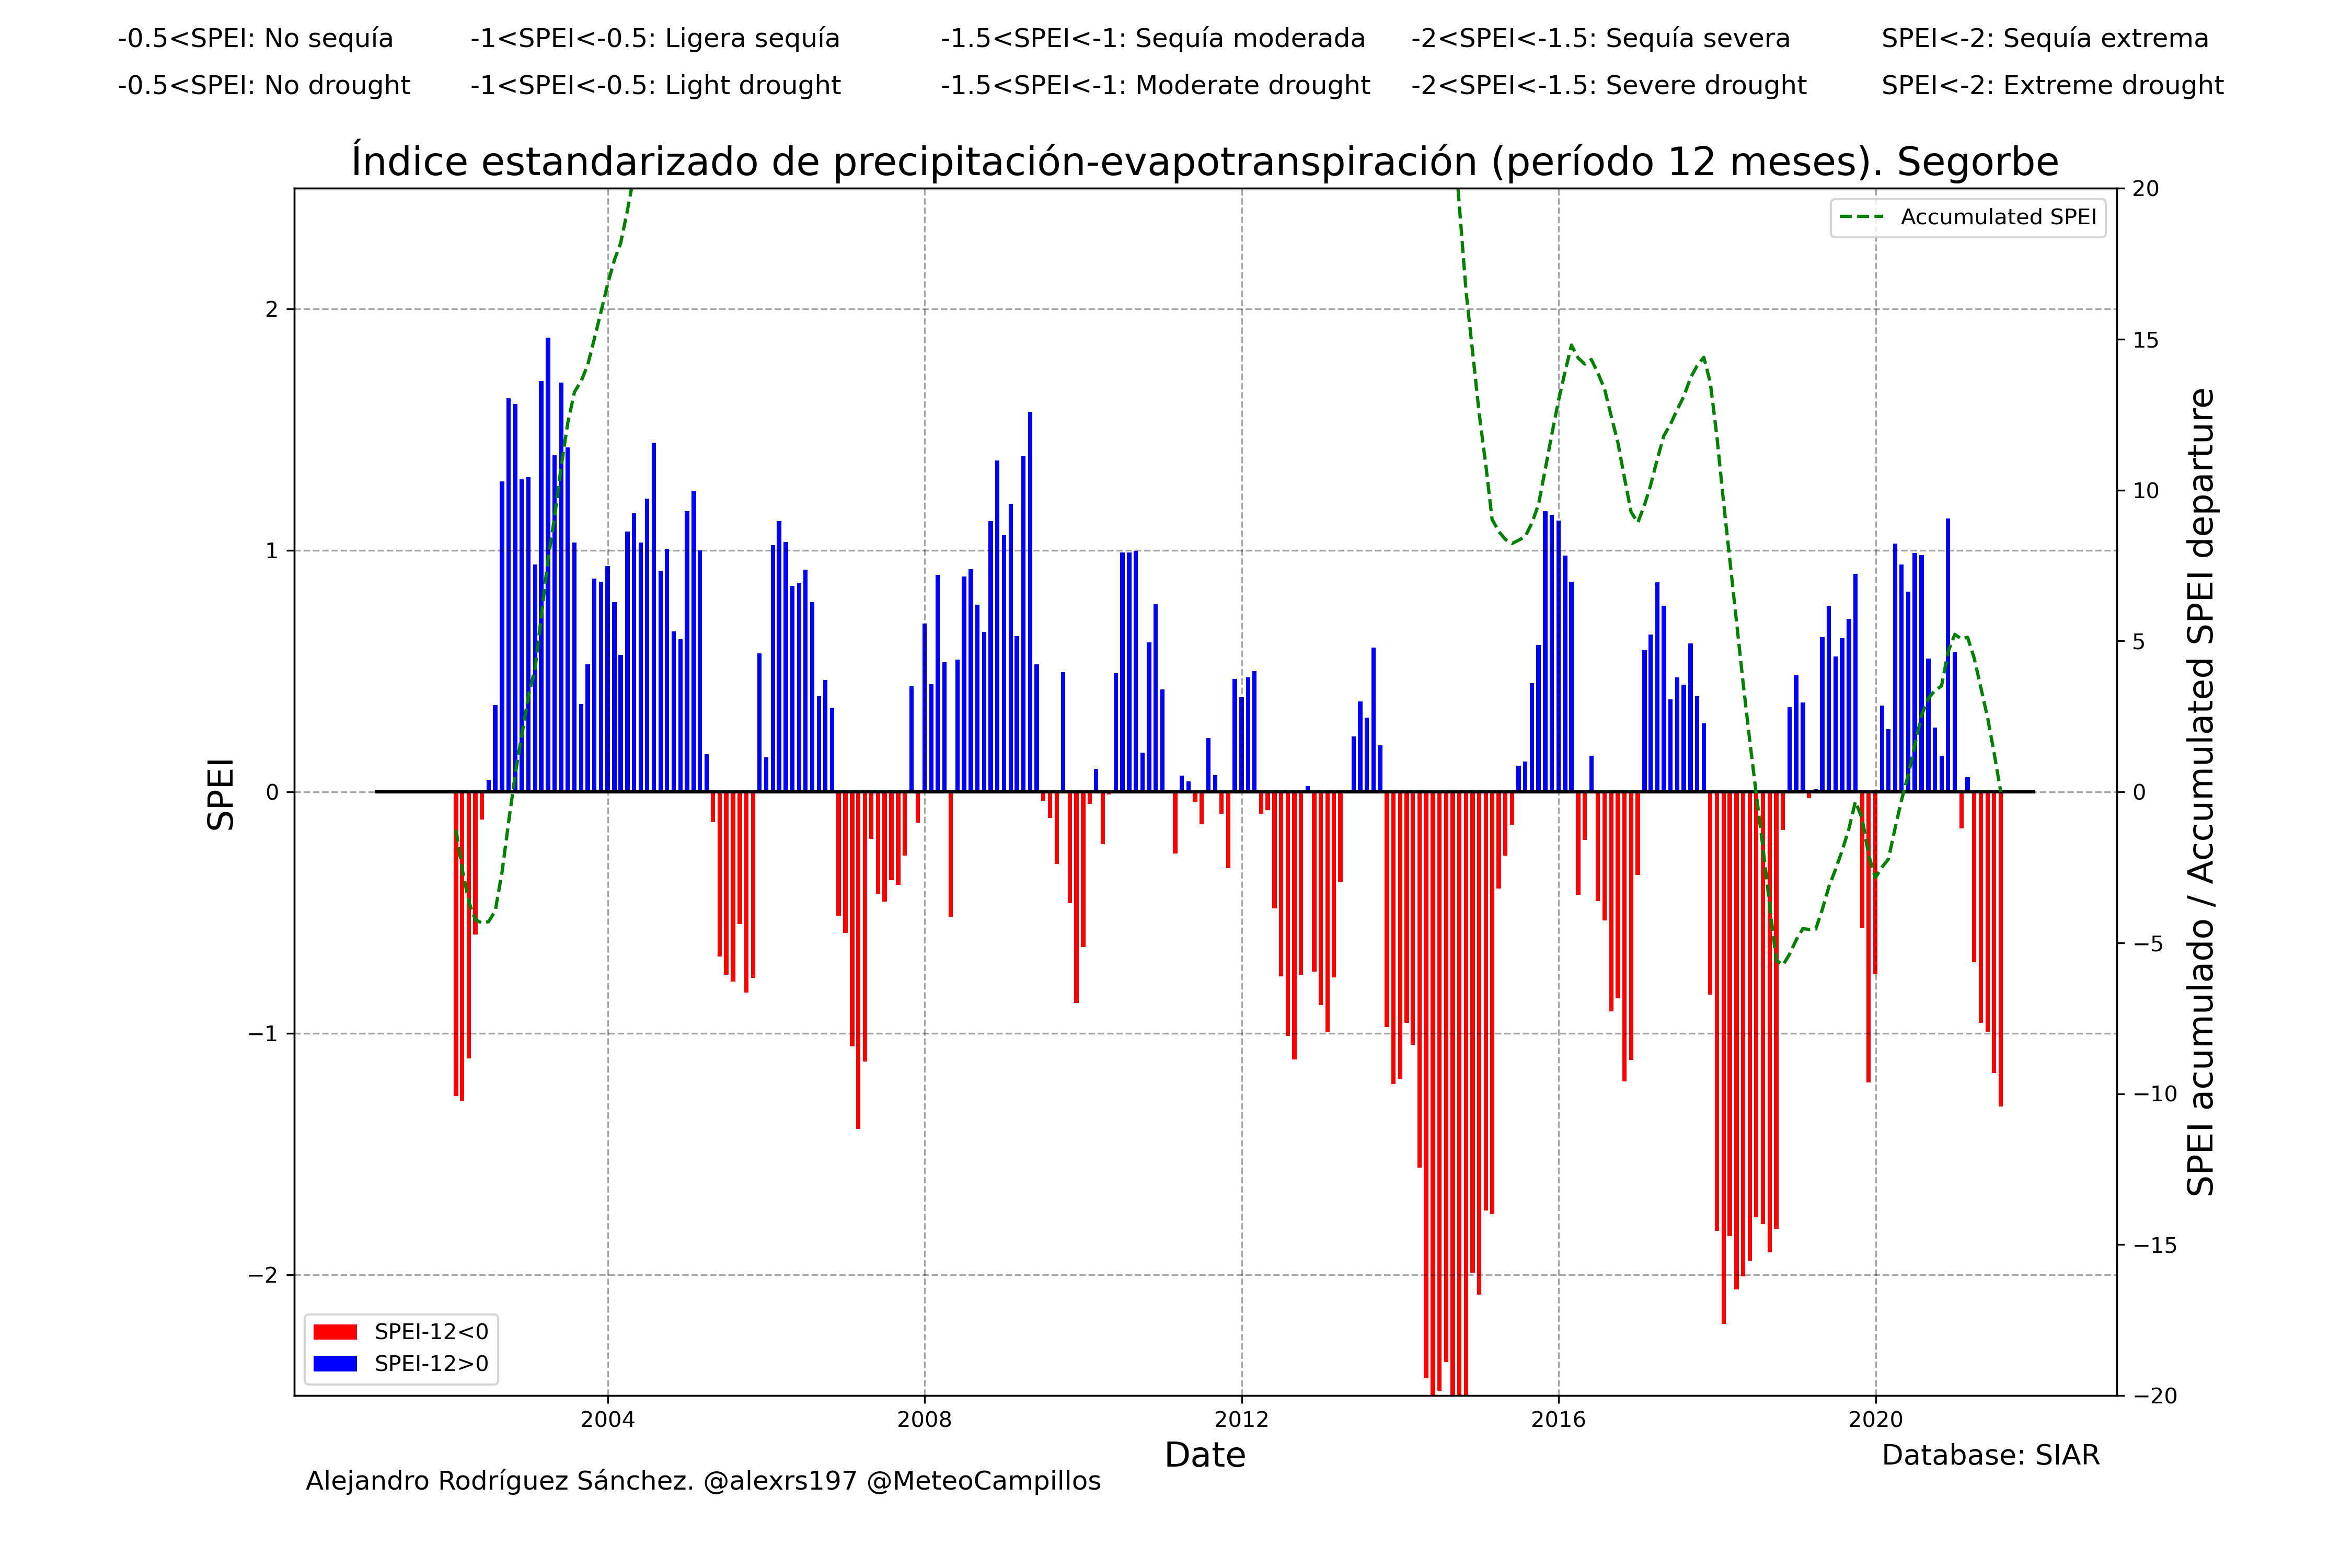 -0.5<SPEI: No sequía -1<SPEI<-0.5: Ligera sequía -1.5<SPEI<-1: Sequía moderada -2<SPEI<-1.5: Sequía severa SPEI<-2: Sequía extrema
-0.5<SPEI: No drought -1<SPEI<-0.5: Light drought -1.5<SPEI<-1: Moderate drought -2<SPEI<-1.5: Severe drought SPEI<-2: Extreme drought
Índice estandarizado de precipitación-evapotranspiración (período 12 meses). Segorbe
Accumulated SPEI
2
1
0
−1
−2
SPEI
20
15
10
5
0
−5
−10
−15
−20
SPEI acumulado / Accumulated SPEI departure
SPEI-12<0
SPEI-12>0
2004 2008 2012 2016 2020
Date
Database: SIAR
Alejandro Rodríguez Sánchez. @alexrs197 @MeteoCampillos